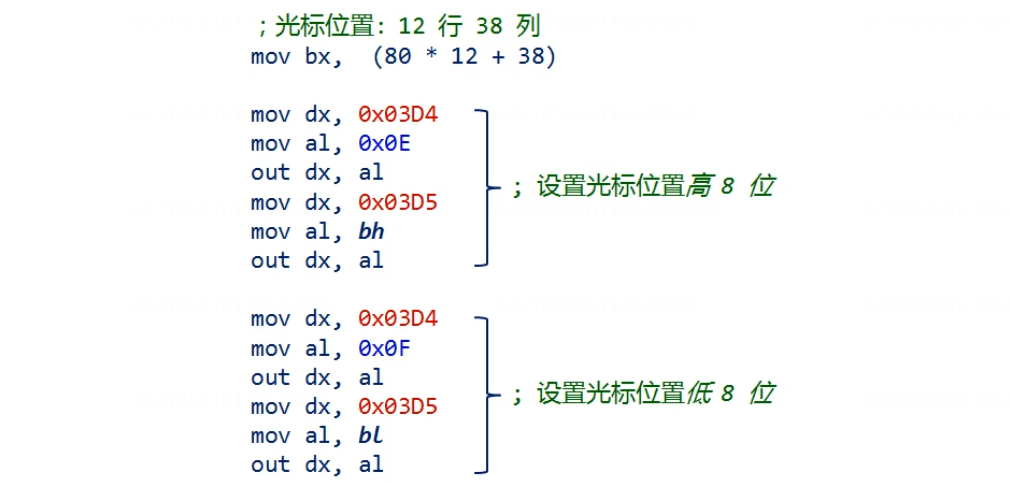 ;光标位置: 12 行 38 列
mov bx, (80 * 12 + 38)
mov dx, 0x03D4
mov al, 0x0E
out dx, al
; 设置光标位置高 8 位
mov dx, 0x03D5
mov al, bh
out dx, al
mov dx, 0x03D4
mov al, 0x0F
out dx, al
; 设置光标位置低 8 位
mov dx, 0x03D5
mov al, bl
out dx, al